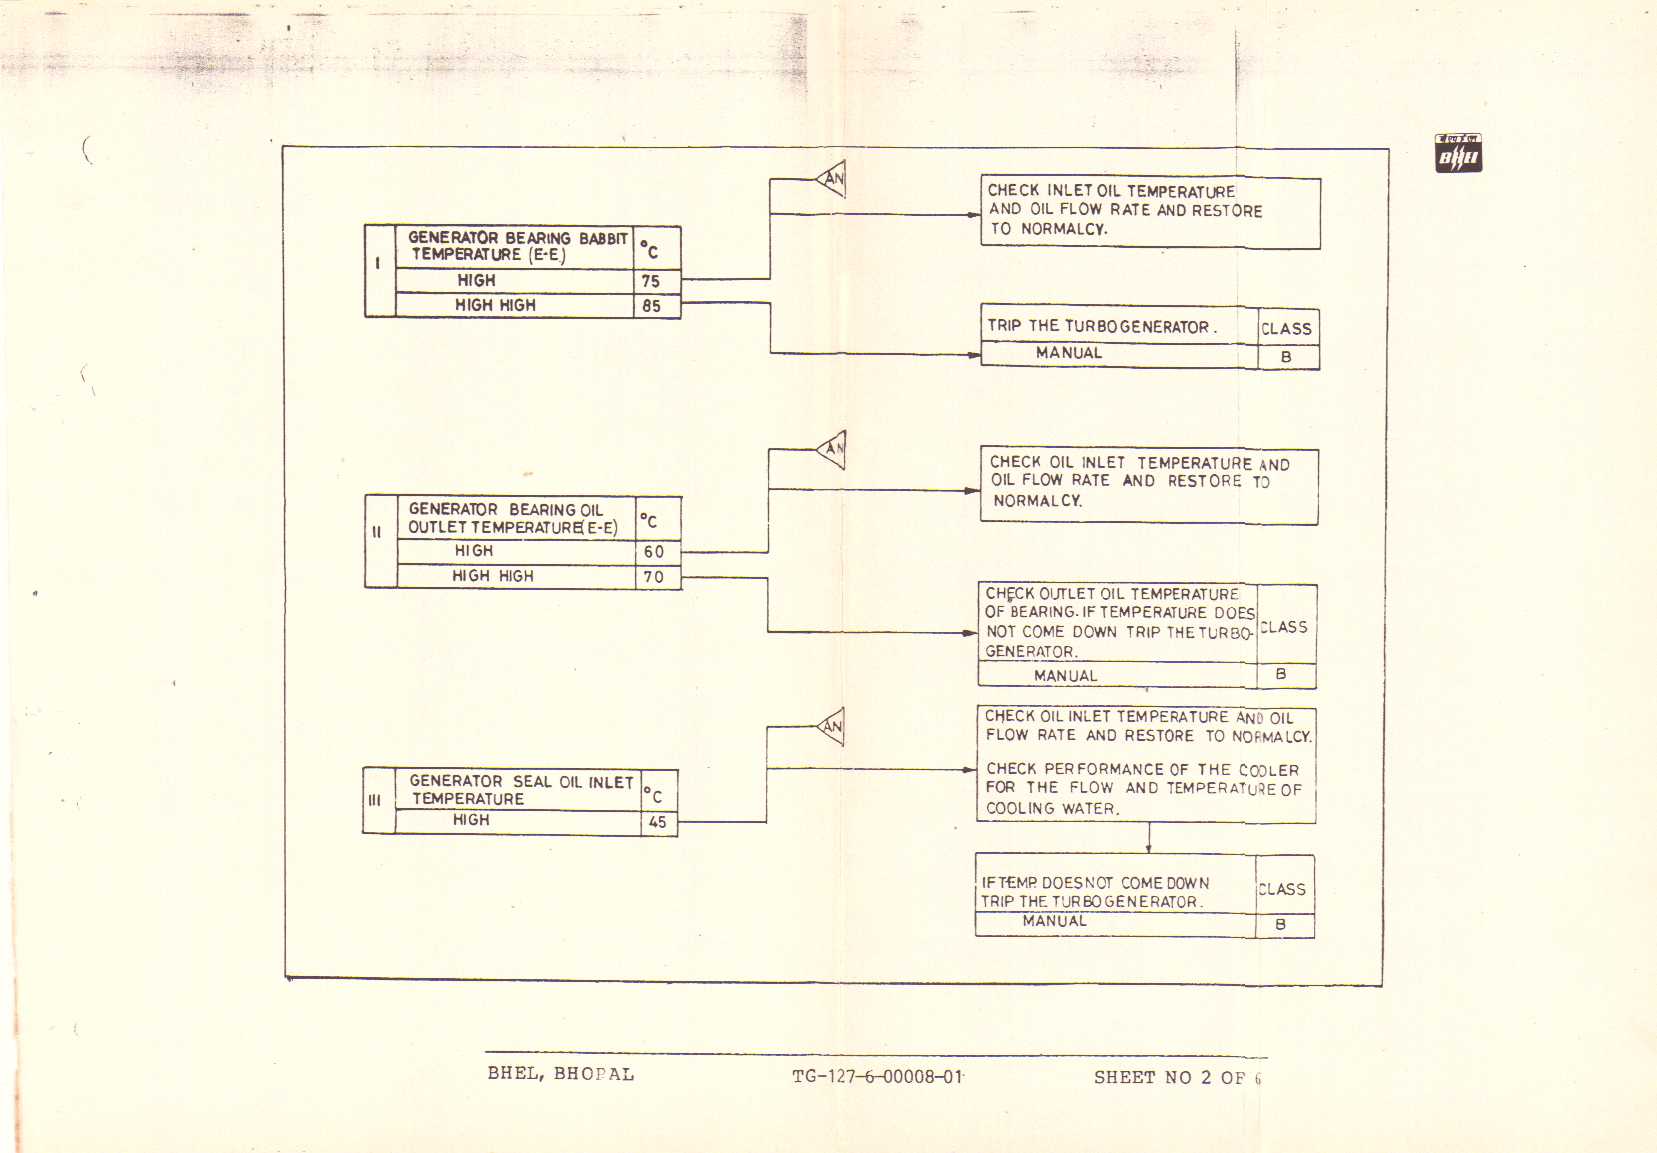 बीएचईएल
BHEL
AN
CHECK INLET OIL TEMPERATURE
AND OIL FLOW RATE AND RESTORE
TO NORMALCY.
I
GENERATOR BEARING BABBIT
TEMPERATURE (E-E)
°C
HIGH
75
HIGH HIGH
85
TRIP THE TURBOGENERATOR.
CLASS
MANUAL
B
AN
CHECK OIL INLET TEMPERATURE AND
OIL FLOW RATE AND RESTORE TO
NORMALCY.
II
GENERATOR BEARING OIL
OUTLET TEMPERATURE(E-E)
°C
HIGH
60
HIGH HIGH
70
CHECK OUTLET OIL TEMPERATURE
OF BEARING. IF TEMPERATURE DOES
NOT COME DOWN TRIP THE TURBO-
GENERATOR.
CLASS
MANUAL
B
AN
CHECK OIL INLET TEMPERATURE AND OIL
FLOW RATE AND RESTORE TO NORMALCY.
CHECK PERFORMANCE OF THE COOLER
FOR THE FLOW AND TEMPERATURE OF
COOLING WATER.
III
GENERATOR SEAL OIL INLET
TEMPERATURE
°C
HIGH
45
IF TEMP. DOES NOT COME DOWN
TRIP THE TURBOGENERATOR.
CLASS
MANUAL
B
BHEL, BHOPAL
TG-127-6-00008-01
SHEET NO 2 OF 6